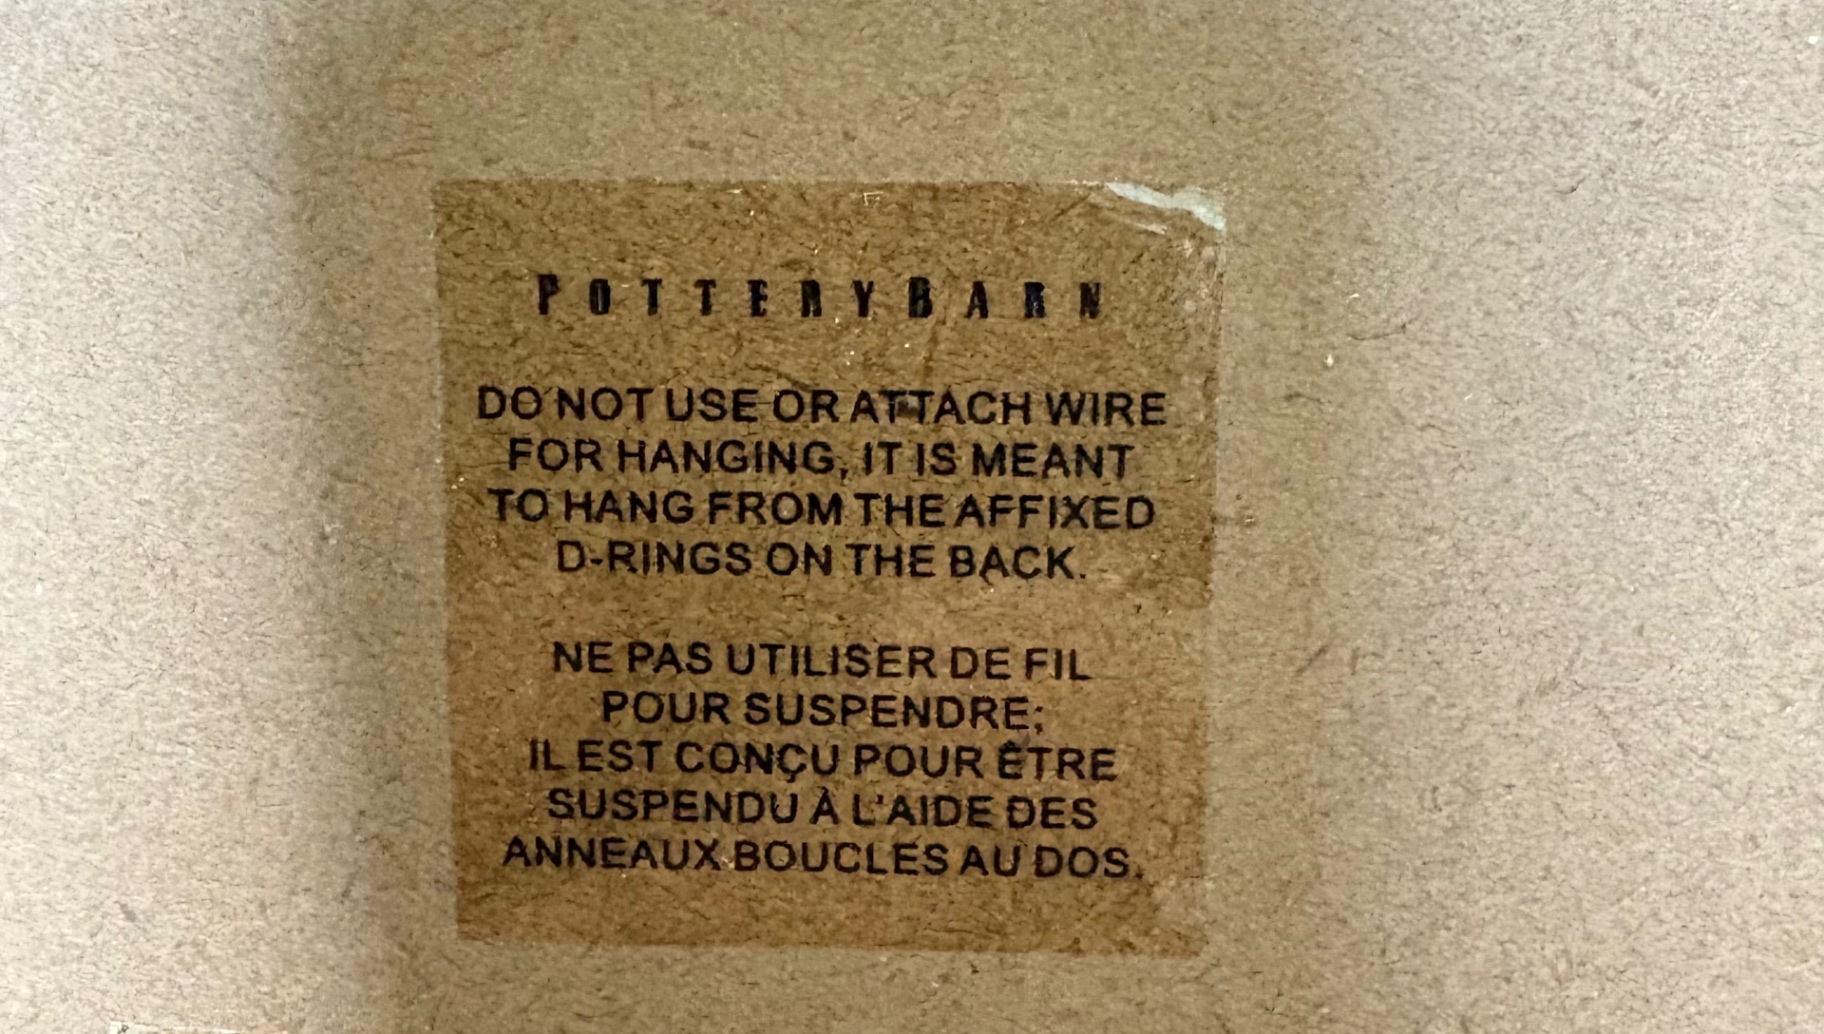 POTTERYBARN
DO NOT USE OR ATTACH WIRE
FOR HANGING, IT IS MEANT
TO HANG FROM THE AFFIXED
D-RINGS ON THE BACK.
NE PAS UTILISER DE FIL
POUR SUSPENDRE;
IL EST CONÇU POUR ÊTRE
SUSPENDU À L'AIDE DES
ANNEAUX BOUCLES AU DOS.